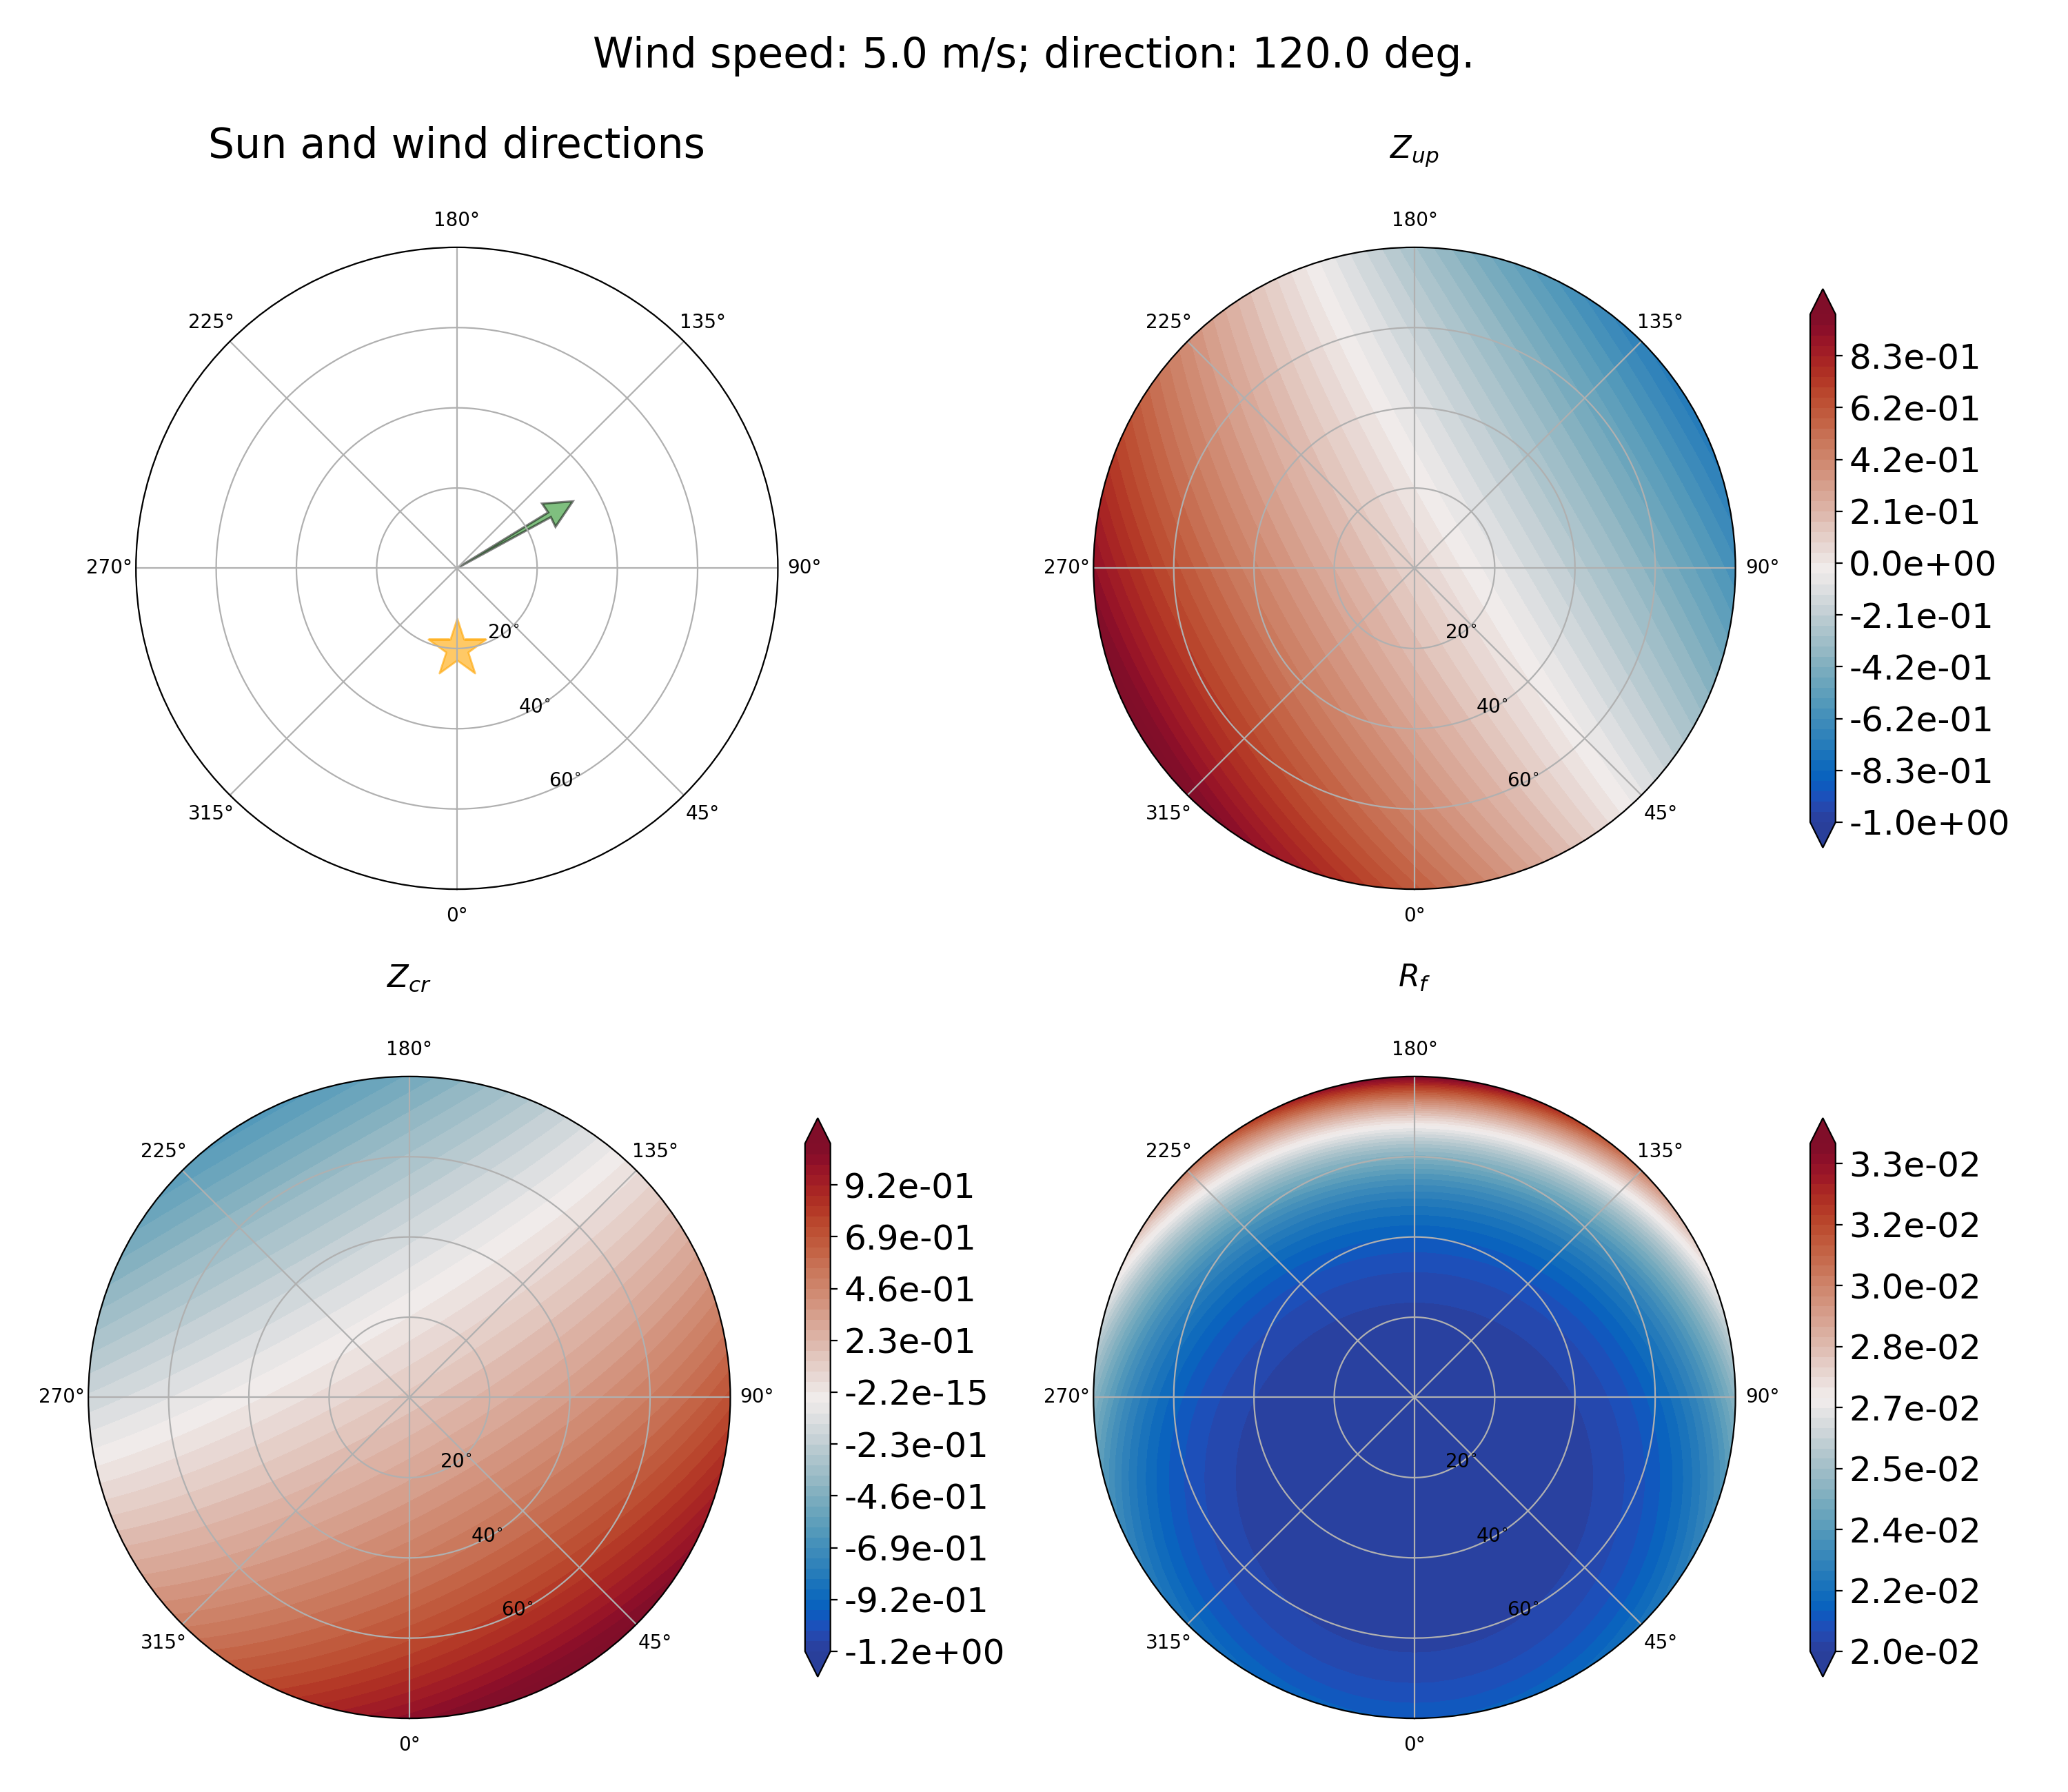 Wind speed: 5.0 m/s; direction: 120.0 deg.
Sun and wind directions
180°
225°
135°
270°
90°
20°
40°
60°
315°
45°
0°
Z_up
180°
225°
135°
270°
90°
20°
40°
60°
315°
45°
0°
8.3e-01
6.2e-01
4.2e-01
2.1e-01
0.0e+00
-2.1e-01
-4.2e-01
-6.2e-01
-8.3e-01
-1.0e+00
Z_cr
180°
225°
135°
270°
90°
20°
40°
60°
315°
45°
0°
9.2e-01
6.9e-01
4.6e-01
2.3e-01
-2.2e-15
-2.3e-01
-4.6e-01
-6.9e-01
-9.2e-01
-1.2e+00
R_f
180°
225°
135°
270°
90°
20°
40°
60°
315°
45°
0°
3.3e-02
3.2e-02
3.0e-02
2.8e-02
2.7e-02
2.5e-02
2.4e-02
2.2e-02
2.0e-02